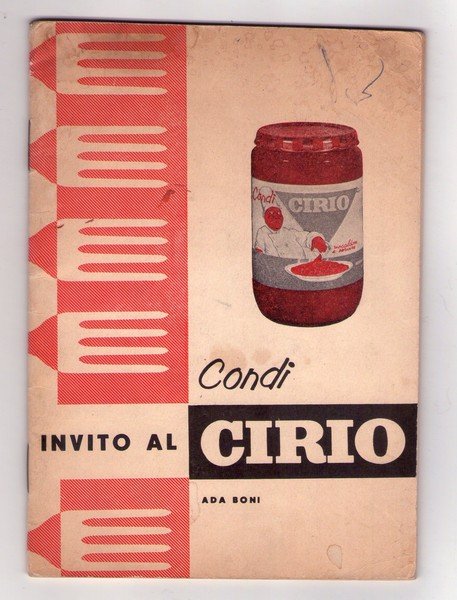 Condi
CIRIO
Condi
INVITO AL CIRIO
ADA BONI